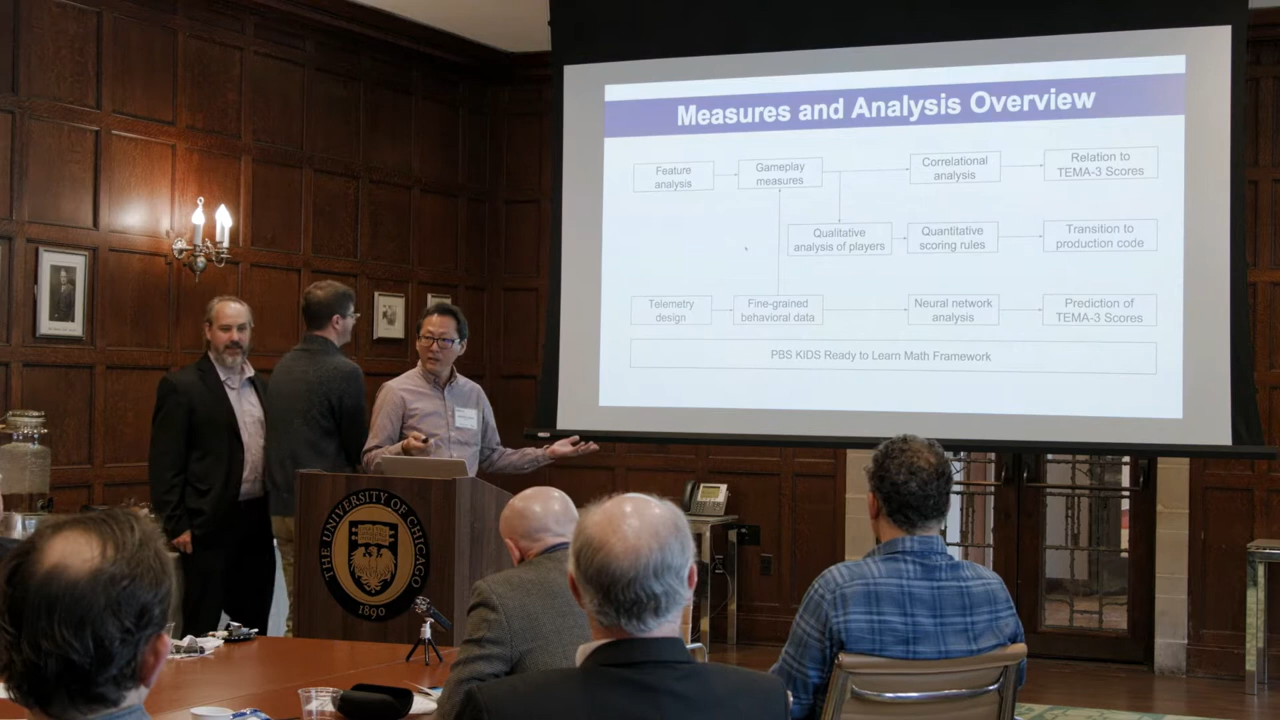 Measures and Analysis Overview
Feature
analysis
Gameplay
measures
Correlational
analysis
Relation to
TEMA-3 Scores
Qualitative
analysis of players
Quantitative
scoring rules
Transition to
production code
Telemetry
design
Fine-grained
behavioral data
Neural network
analysis
Prediction of
TEMA-3 Scores
PBS KIDS Ready to Learn Math Framework
THE UNIVERSITY OF CHICAGO
1890